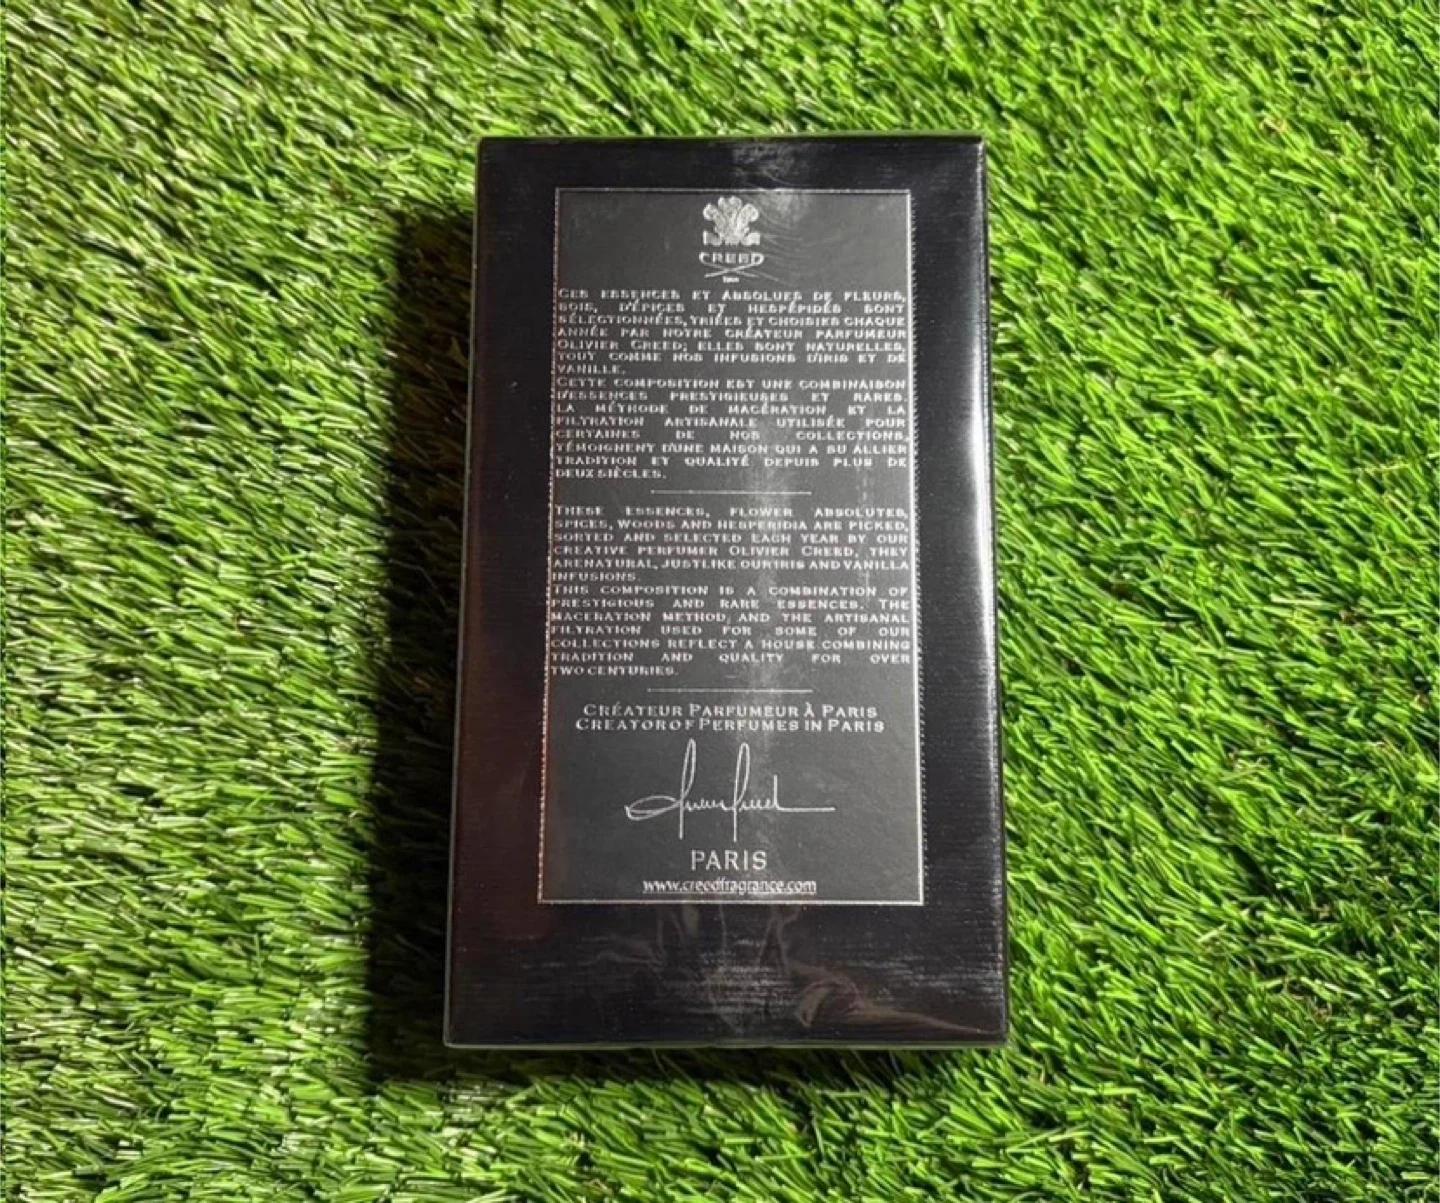 CREED
CES ESSENCES ET ABSOLUES DE FLEURS,
BOIS, D'ÉPICES ET HESPÉPIDÉS SONT
SÉLECTIONNÉES, TRIÉES ET CHOISIES CHAQUE
ANNÉE PAR NOTRE CRÉATEUR PARFUMEUR
OLIVIER CREED; ELLES SONT NATURELLES,
TOUT COMME NOS INFUSIONS D'IRIS ET DE
VANILLE.
CETTE COMPOSITION EST UNE COMBINAISON
D'ESSENCES PRESTIGIEUSES ET RARES.
LA MÉTHODE DE MACÉRATION ET LA
FILTRATION ARTISANALE UTILISÉE POUR
CERTAINES DE NOS COLLECTIONS,
TÉMOIGNENT D'UNE MAISON QUI A SU ALLIER
TRADITION ET QUALITÉ DEPUIS PLUS DE
DEUX SIÈCLES.
THESE ESSENCES, FLOWER ABSOLUTES,
SPICES, WOODS AND HESPERIDIA ARE PICKED,
SORTED AND SELECTED EACH YEAR BY OUR
CREATIVE PERFUMER OLIVIER CREED, THEY
ARENATURAL, JUSTLIKE OUR IRIS AND VANILLA
INFUSIONS.
THIS COMPOSITION IS A COMBINATION OF
PRESTIGIOUS AND RARE ESSENCES. THE
MACERATION METHOD AND THE ARTISANAL
FILTRATION USED FOR SOME OF OUR
COLLECTIONS REFLECT A HOUSE COMBINING
TRADITION AND QUALITY FOR OVER
TWO CENTURIES.
CRÉATEUR PARFUMEUR À PARIS
CREATOR OF PERFUMES IN PARIS
PARIS
www.creedfragrance.com